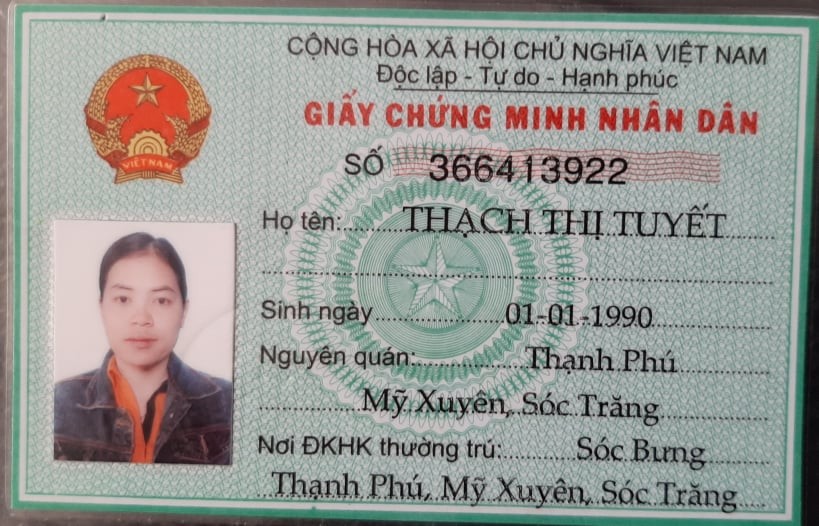 CỘNG HÒA XÃ HỘI CHỦ NGHĨA VIỆT NAM
Độc lập - Tự do - Hạnh phúc
GIẤY CHỨNG MINH NHÂN DÂN
SỐ 366413922
VIỆT NAM
Họ tên: THẠCH THỊ TUYẾT
Sinh ngày 01-01-1990
Nguyên quán: Thạnh Phú
Mỹ Xuyên, Sóc Trăng
Nơi ĐKHK thường trú: Sóc Bưng
Thạnh Phú, Mỹ Xuyên, Sóc Trăng